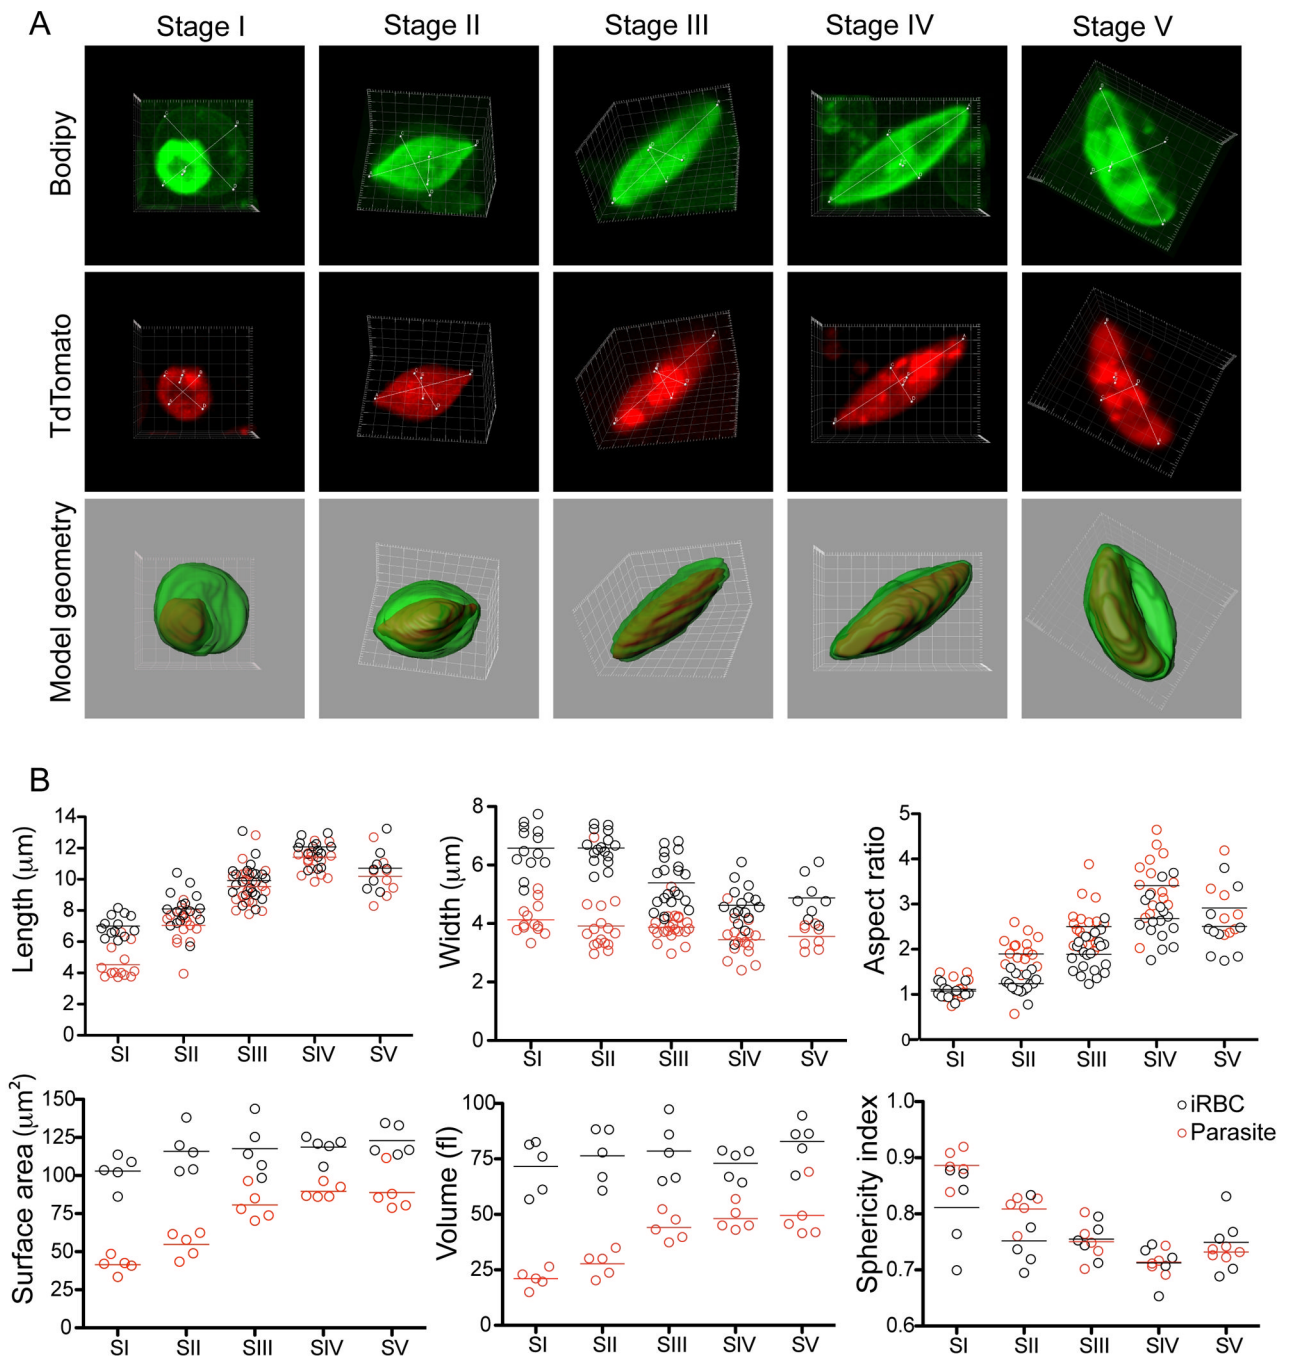 A
Stage I
Stage II
Stage III
Stage IV
Stage V
Bodipy
TdTomato
Model geometry
B
Length (μm)
14
12
10
8
6
4
2
0
SI
SII
SIII
SIV
SV
Width (μm)
8
6
4
2
0
SI
SII
SIII
SIV
SV
Aspect ratio
5
4
3
2
1
0
SI
SII
SIII
SIV
SV
Surface area (μm²)
150
125
100
75
50
25
0
SI
SII
SIII
SIV
SV
Volume (fl)
100
75
50
25
0
SI
SII
SIII
SIV
SV
Sphericity index
1.0
0.9
0.8
0.7
0.6
SI
SII
SIII
SIV
SV
iRBC
Parasite